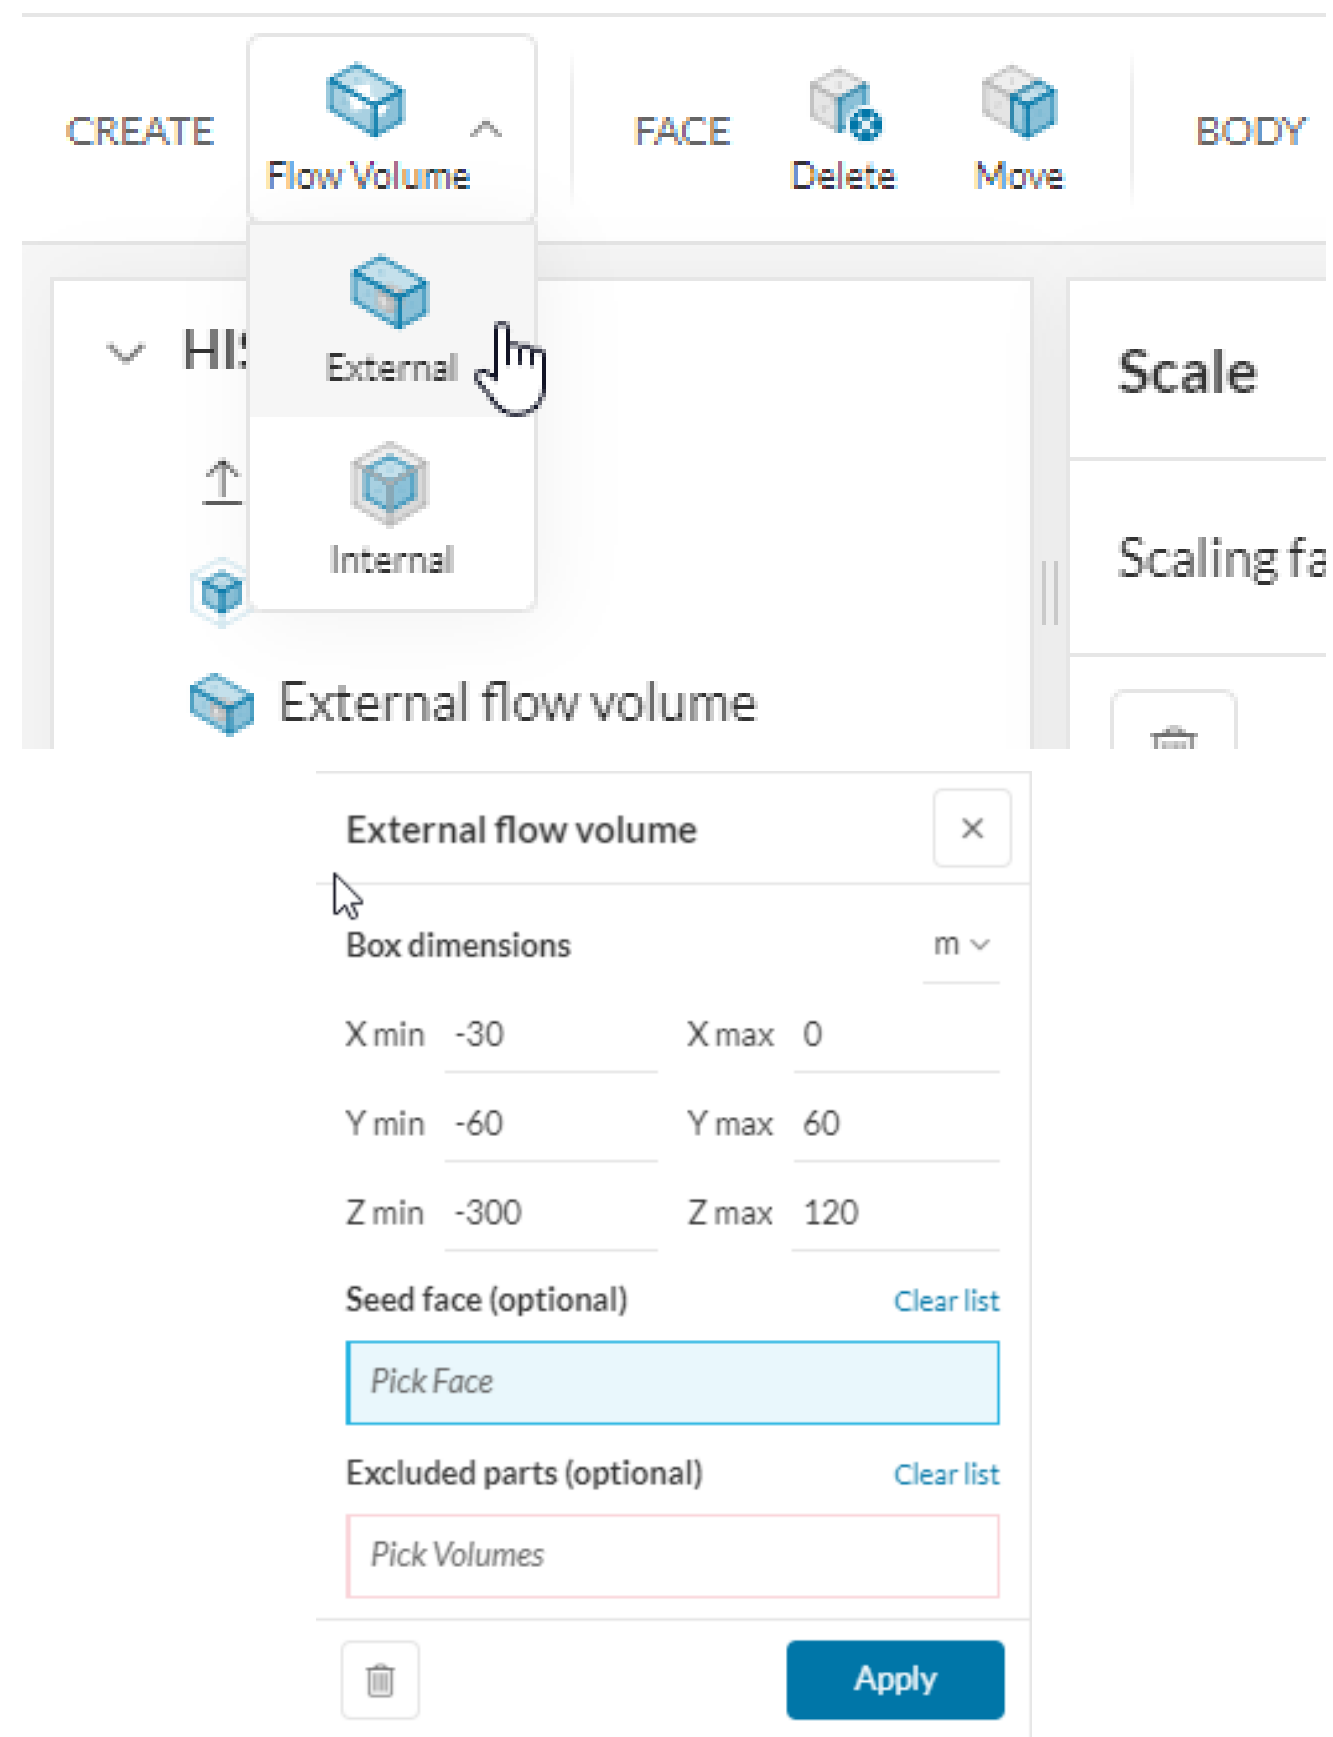 CREATE
Flow Volume
FACE
Delete
Move
BODY
External
Internal
HIS
External flow volume
Scale
Scaling fa
External flow volume
Box dimensions m
X min -30 X max 0
Y min -60 Y max 60
Z min -300 Z max 120
Seed face (optional) Clear list
Pick Face
Excluded parts (optional) Clear list
Pick Volumes
Apply